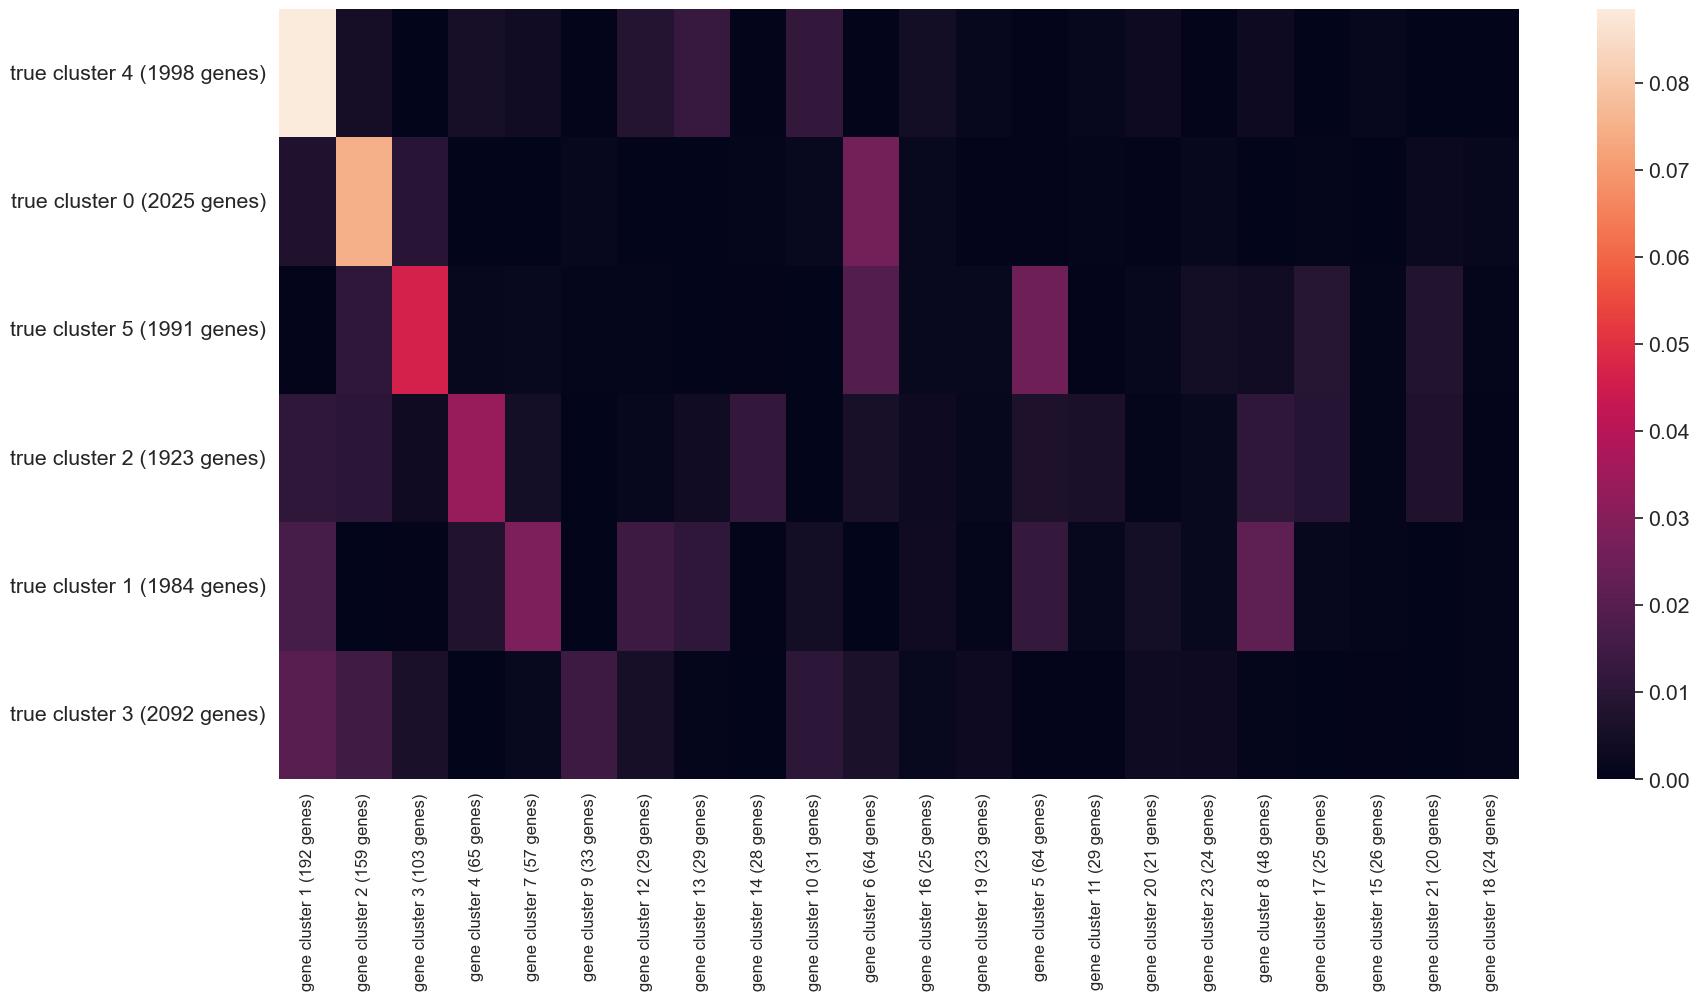 true cluster 4 (1998 genes)
true cluster 0 (2025 genes)
true cluster 5 (1991 genes)
true cluster 2 (1923 genes)
true cluster 1 (1984 genes)
true cluster 3 (2092 genes)
gene cluster 1 (192 genes)
gene cluster 2 (159 genes)
gene cluster 3 (103 genes)
gene cluster 4 (65 genes)
gene cluster 7 (57 genes)
gene cluster 9 (33 genes)
gene cluster 12 (29 genes)
gene cluster 13 (29 genes)
gene cluster 14 (28 genes)
gene cluster 10 (31 genes)
gene cluster 6 (64 genes)
gene cluster 16 (25 genes)
gene cluster 19 (23 genes)
gene cluster 5 (64 genes)
gene cluster 11 (29 genes)
gene cluster 20 (21 genes)
gene cluster 23 (24 genes)
gene cluster 8 (48 genes)
gene cluster 17 (25 genes)
gene cluster 15 (26 genes)
gene cluster 21 (20 genes)
gene cluster 18 (24 genes)
0.08
0.07
0.06
0.05
0.04
0.03
0.02
0.01
0.00